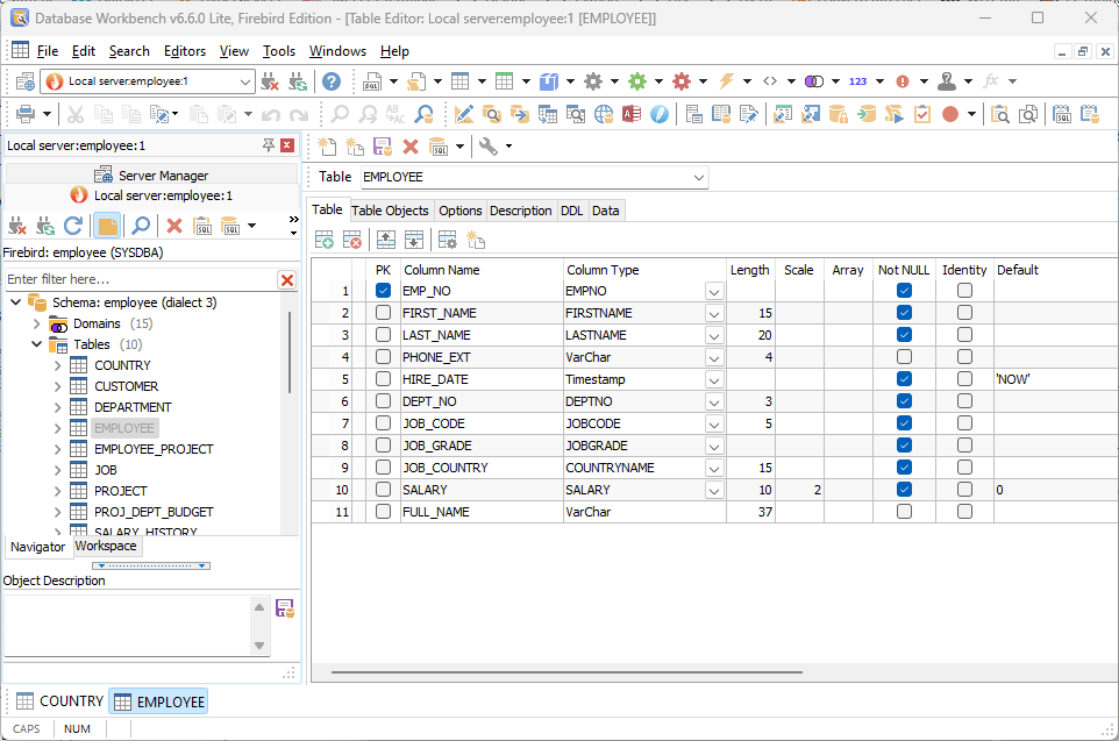 Database Workbench v6.6.0 Lite, Firebird Edition - [Table Editor: Local server:employee:1 [EMPLOYEE]]
File Edit Search Editors View Tools Windows Help
Local server:employee:1
SQL 123 fx
AB AC
Local server:employee:1
Server Manager
Local server:employee:1
SQL SQL
Firebird: employee (SYSDBA)
Enter filter here...
Schema: employee (dialect 3)
Domains (15)
Tables (10)
COUNTRY
CUSTOMER
DEPARTMENT
EMPLOYEE
EMPLOYEE_PROJECT
JOB
PROJECT
PROJ_DEPT_BUDGET
SALARY_HISTORY
Navigator Workspace
Object Description
SQL
Table EMPLOYEE
Table Table Objects Options Description DDL Data
PK Column Name Column Type Length Scale Array Not NULL Identity Default
1 EMP_NO EMPNO
2 FIRST_NAME FIRSTNAME 15
3 LAST_NAME LASTNAME 20
4 PHONE_EXT VarChar 4
5 HIRE_DATE Timestamp 'NOW'
6 DEPT_NO DEPTNO 3
7 JOB_CODE JOBCODE 5
8 JOB_GRADE JOBGRADE
9 JOB_COUNTRY COUNTRYNAME 15
10 SALARY SALARY 10 2 0
11 FULL_NAME VarChar 37
COUNTRY EMPLOYEE
CAPS NUM